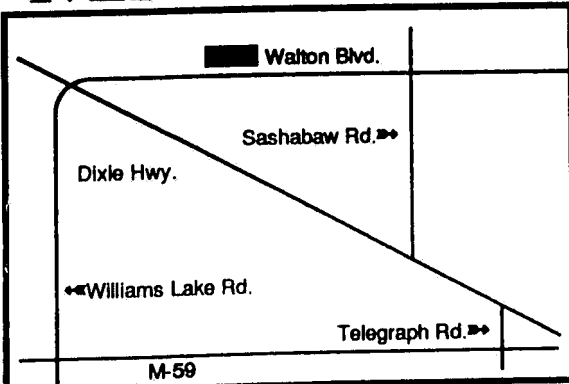 Walton Blvd.
Sashabaw Rd.
Dixie Hwy.
Williams Lake Rd.
Telegraph Rd.
M-59